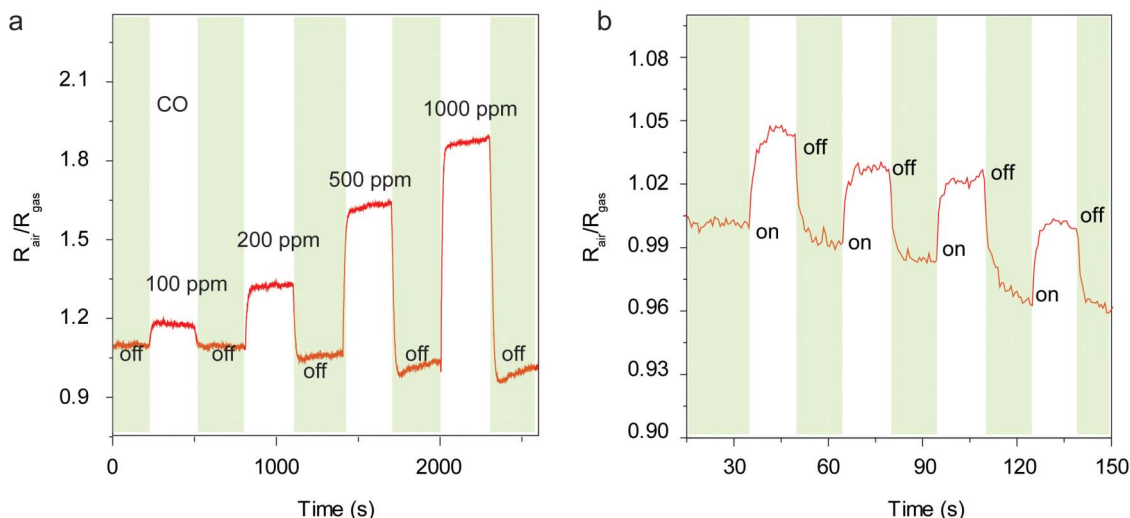 a
R_air/R_gas
2.1
1.8
1.5
1.2
0.9
CO
100 ppm
200 ppm
500 ppm
1000 ppm
off
off
off
off
off
0
1000
2000
Time (s)
b
R_air/R_gas
1.08
1.05
1.02
0.99
0.96
0.93
0.90
on
off
on
off
on
off
on
off
30
60
90
120
150
Time (s)